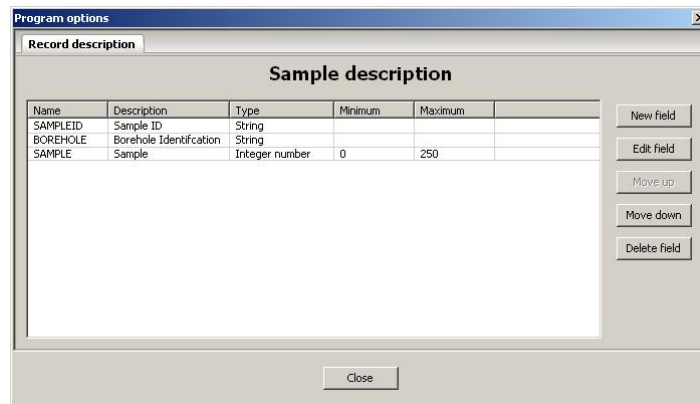 Program options
Record description
Sample description
Name Description Type Minimum Maximum
SAMPLEID Sample ID String
BOREHOLE Borehole Identifcation String
SAMPLE Sample Integer number 0 250
New field
Edit field
Move up
Move down
Delete field
Close